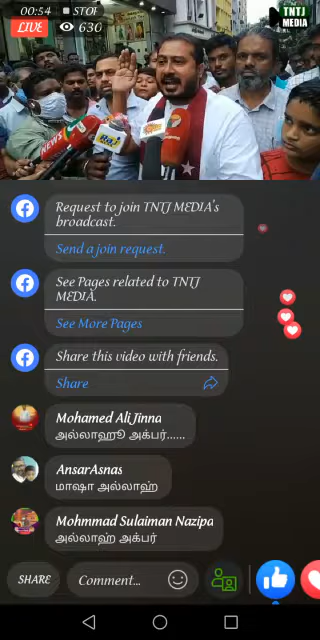 00:54 STOP
LIVE 630
TNTJ
MEDIA
NEWS
Request to join TNTJ MEDIA's
broadcast.
Send a join request.
See Pages related to TNTJ
MEDIA.
See More Pages
Share this video with friends.
Share
Mohamed Ali Jinna
அல்லாஹூ அக்பர்......
AnsarAsnas
மாஷா அல்லாஹ்
Mohmmad Sulaiman Nazipa
அல்லாஹ் அக்பர்
SHARE
Comment...